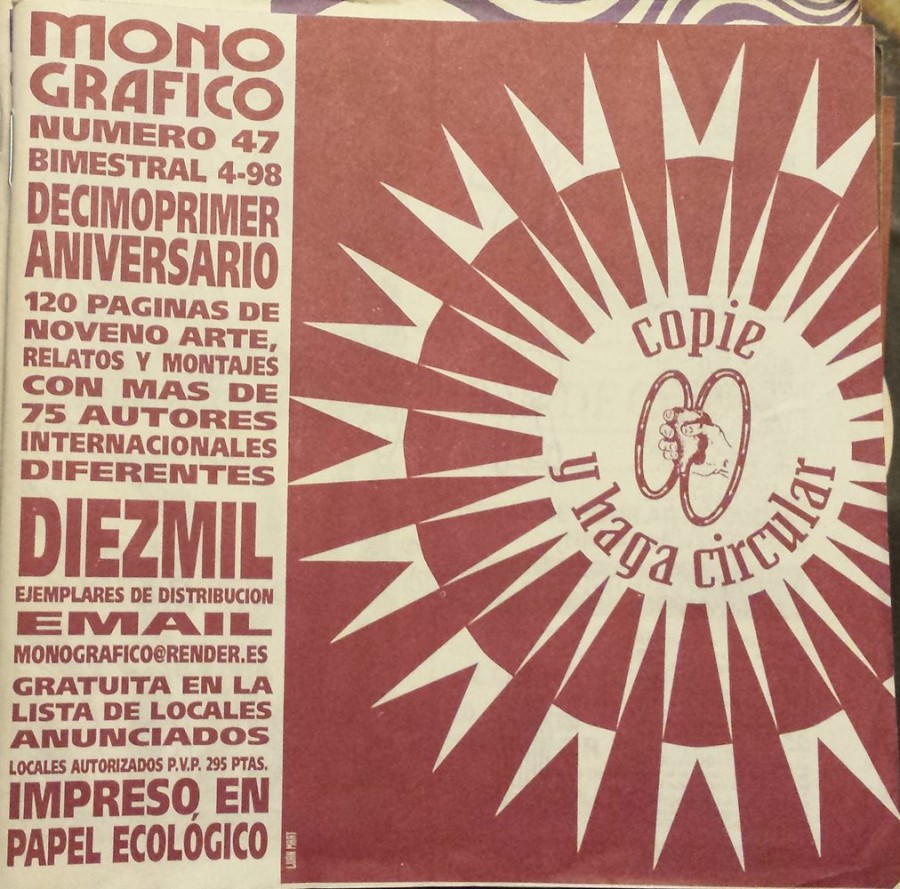 MONO
GRAFICO
NUMERO 47
BIMESTRAL 4-98
DECIMOPRIMER
ANIVERSARIO
120 PAGINAS DE
NOVENO ARTE,
RELATOS Y MONTAJES
CON MAS DE
75 AUTORES
INTERNACIONALES
DIFERENTES
DIEZMIL
EJEMPLARES DE DISTRIBUCION
EMAIL
MONOGRAFICO@RENDER.ES
GRATUITA EN LA
LISTA DE LOCALES
ANUNCIADOS
LOCALES AUTORIZADOS P.V.P. 295 PTAS.
IMPRESO EN
PAPEL ECOLÓGICO
copie
y haga circular